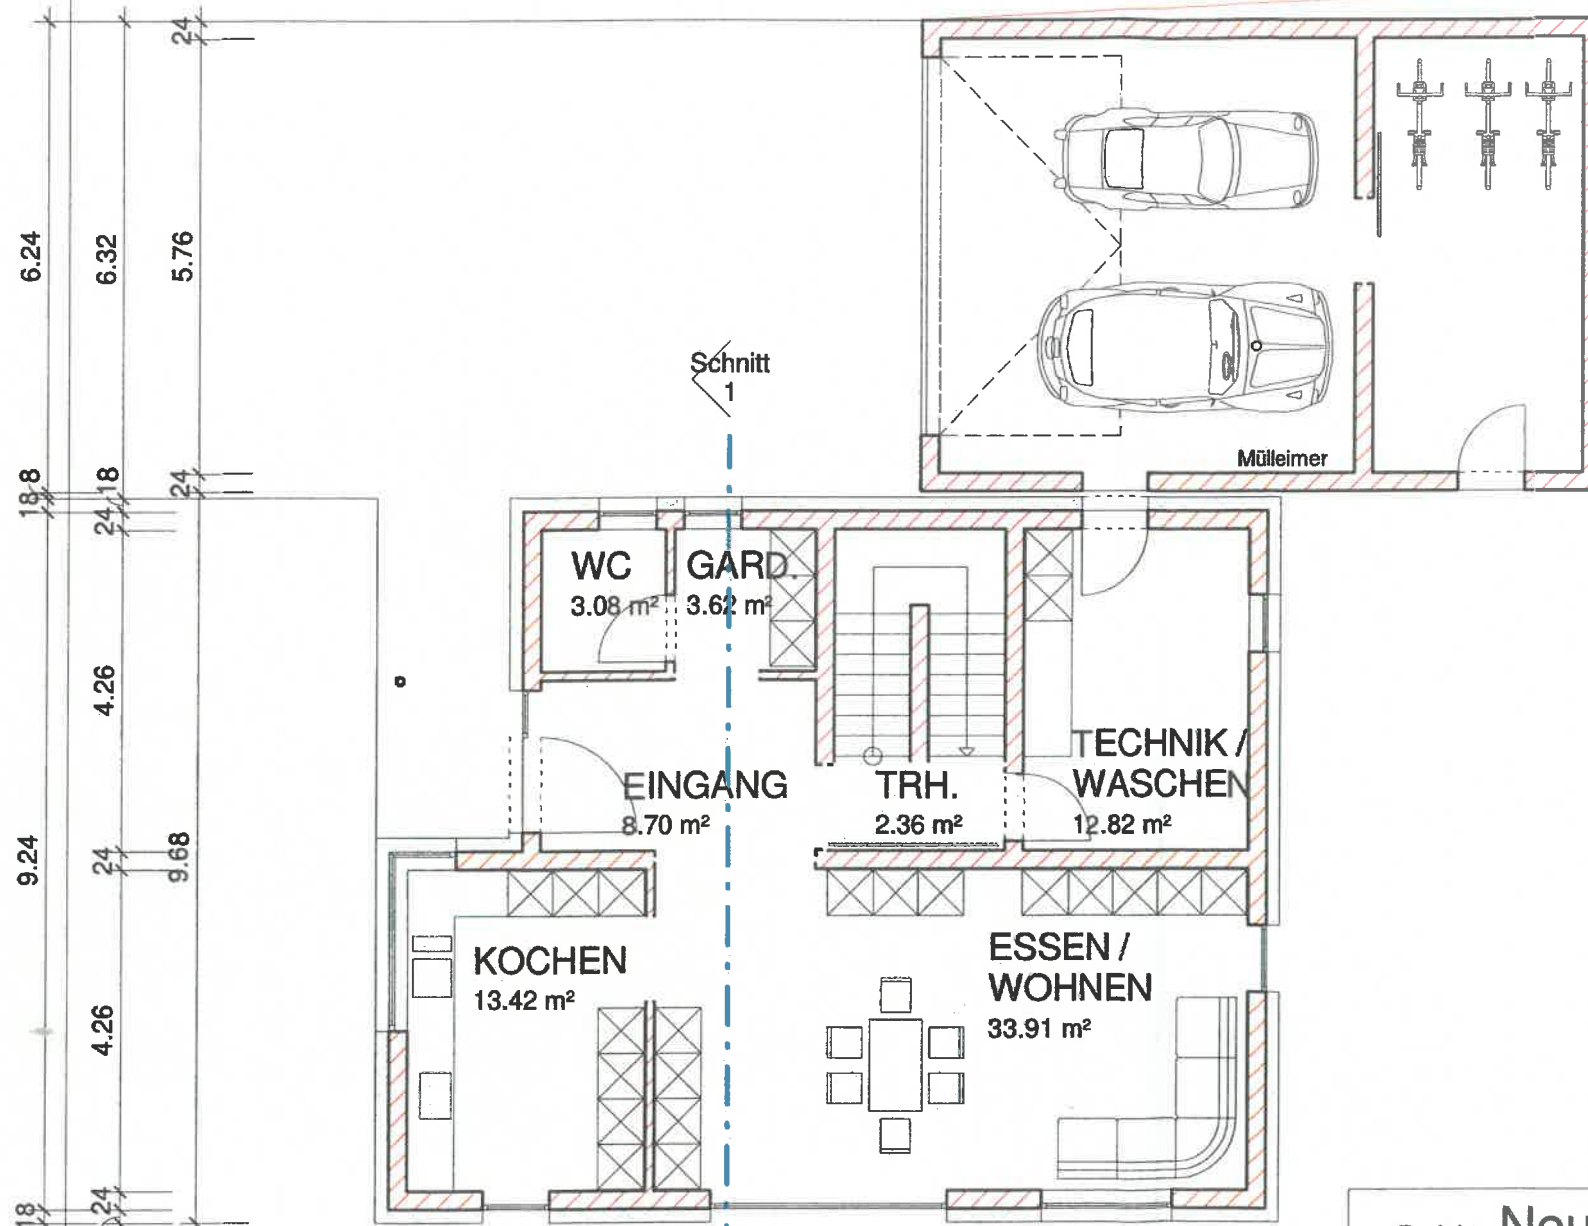 24
6.24
6.32
5.76
Schnitt
1
Mülleimer
8
18
24
18
24
WC
3.08 m²
GARD.
3.62 m²
4.26
EINGANG
8.70 m²
TRH.
2.36 m²
TECHNIK /
WASCHEN
12.82 m²
9.24
24
9.68
KOCHEN
13.42 m²
ESSEN /
WOHNEN
33.91 m²
4.26
24
18
Neu